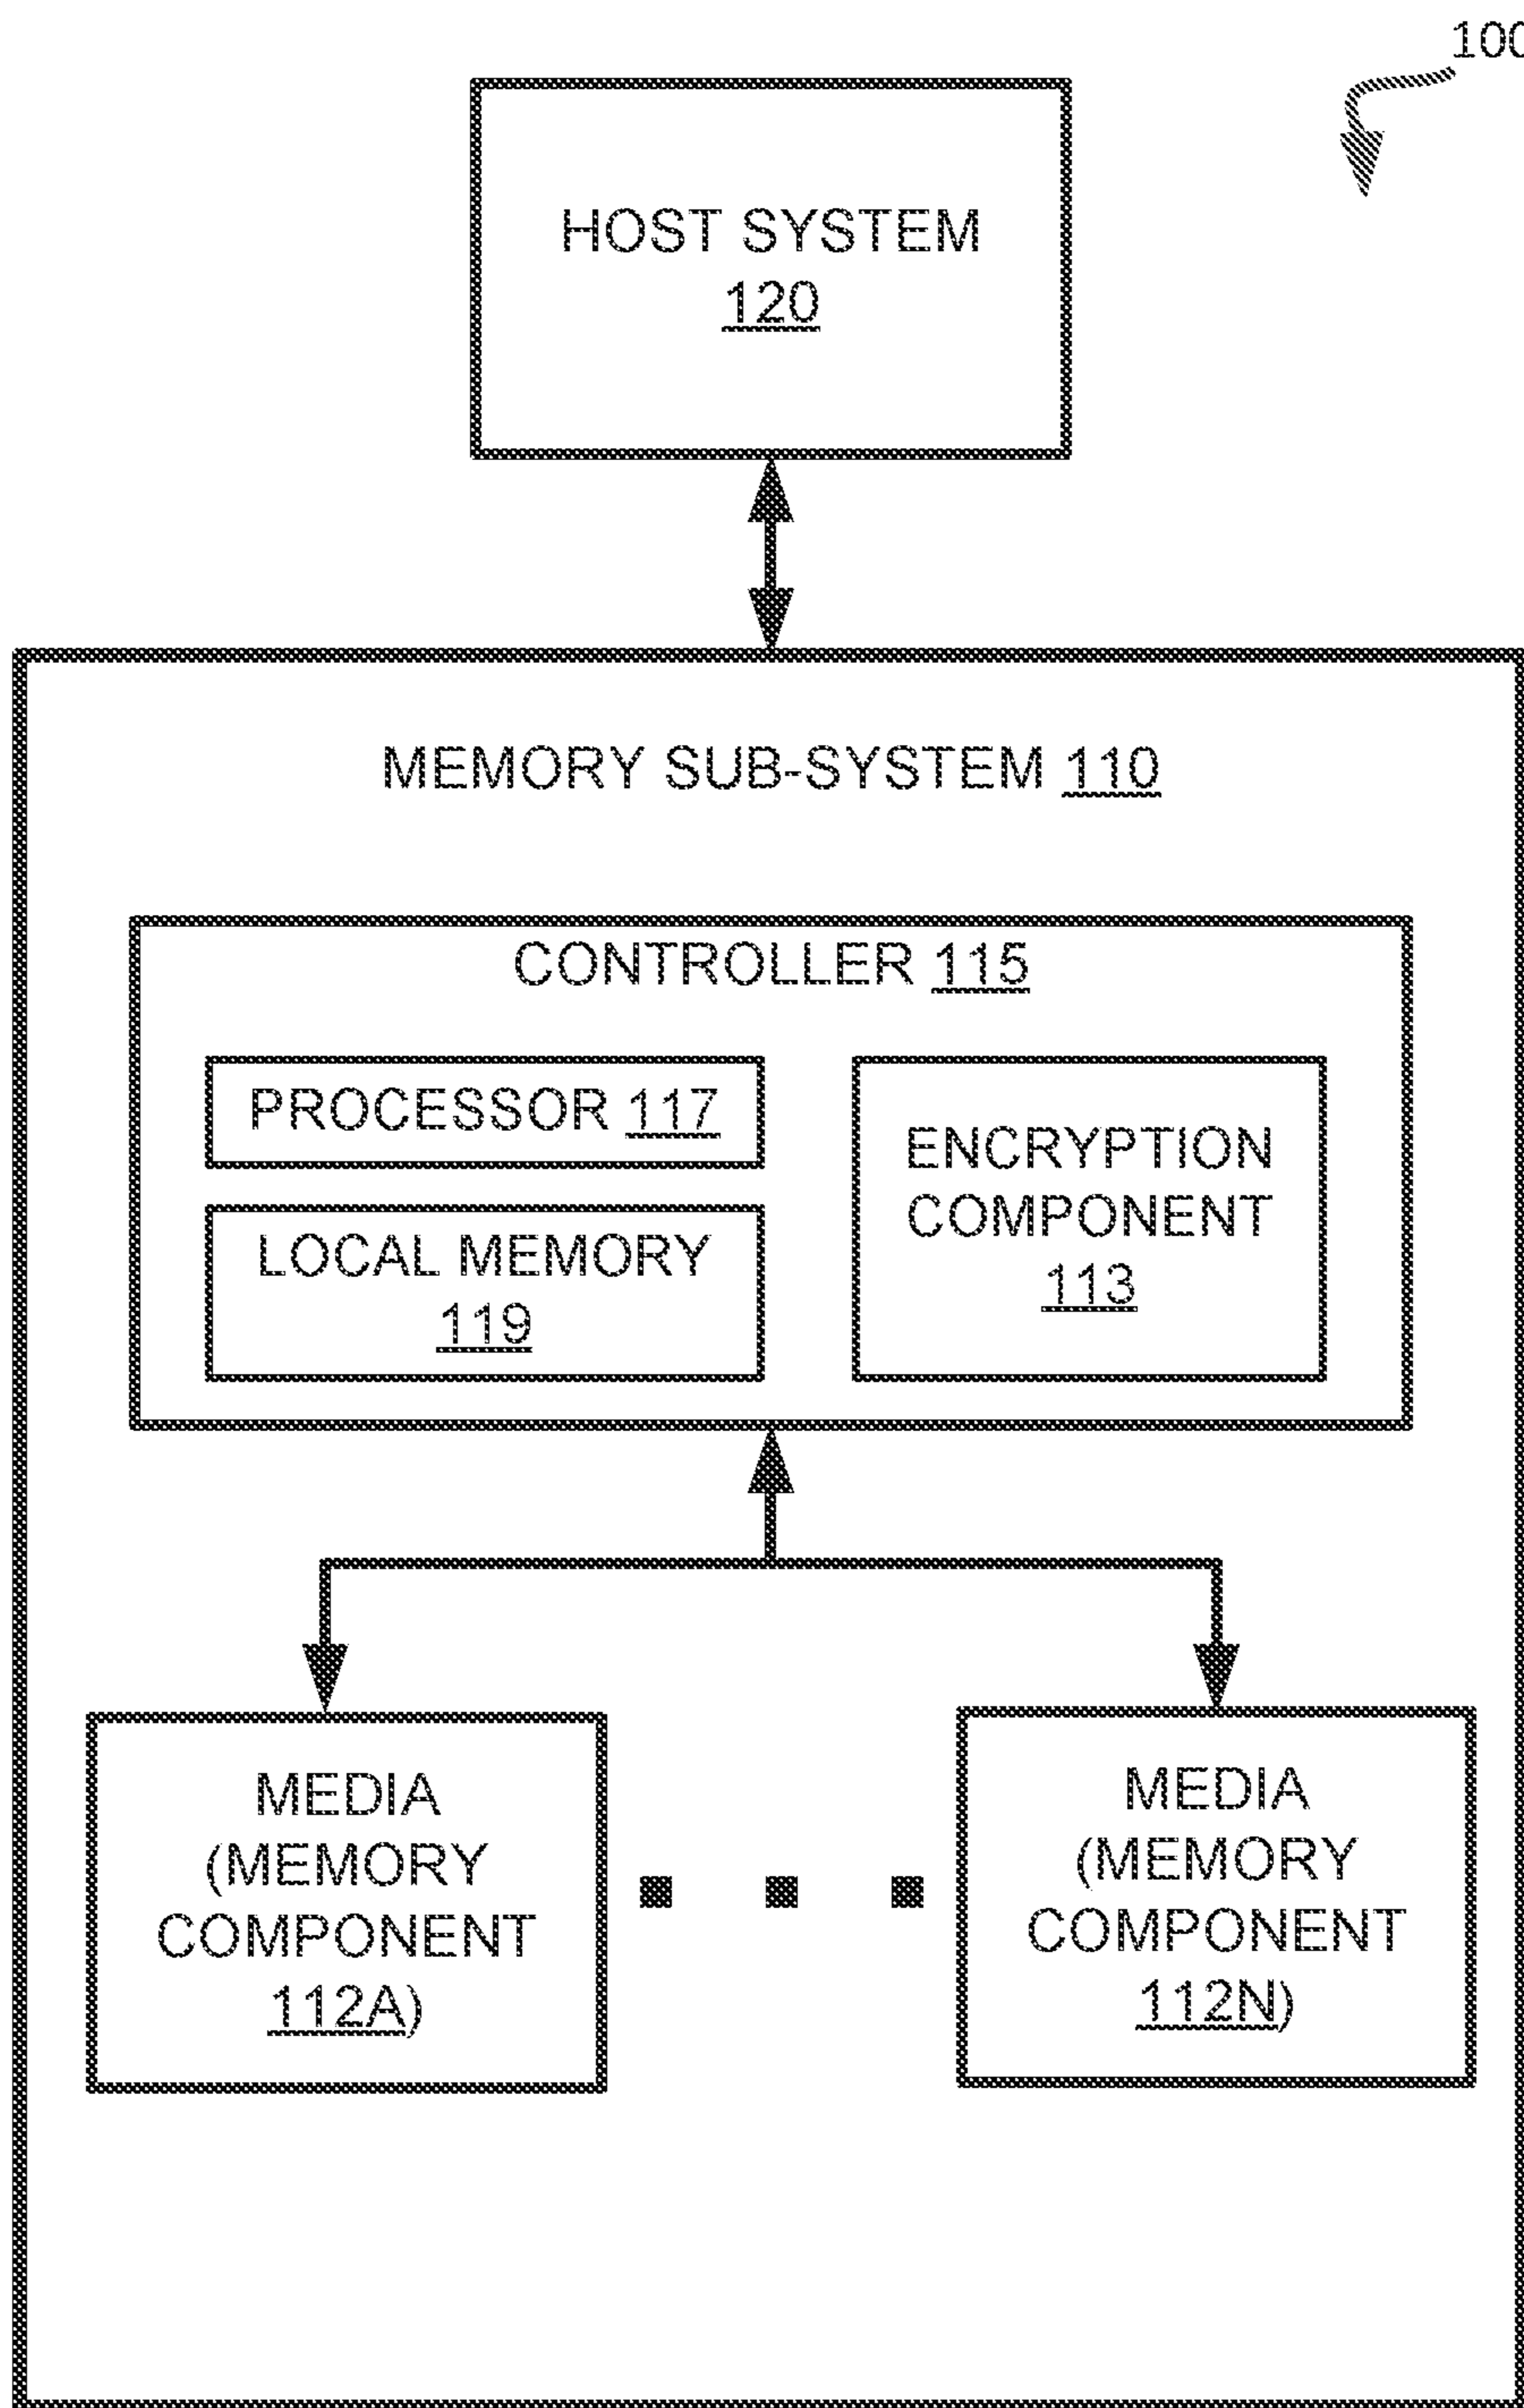 100
HOST SYSTEM
120
MEMORY SUB-SYSTEM 110
CONTROLLER 115
PROCESSOR 117
LOCAL MEMORY
119
ENCRYPTION
COMPONENT
113
MEDIA
(MEMORY
COMPONENT
112A)
MEDIA
(MEMORY
COMPONENT
112N)